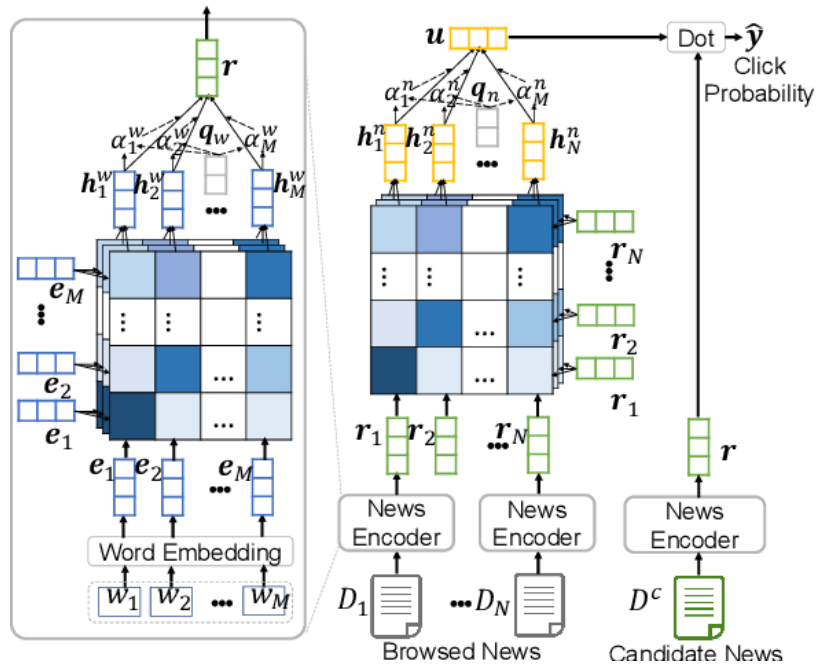 r
α₁ʷ α₂ʷ q_w α_Mʷ
h₁ʷ h₂ʷ ••• h_Mʷ
e_M
⋮
e₂
e₁
⋮ ⋮ ⋮
...
...
e₁ e₂ ••• e_M
Word Embedding
w₁ w₂ ••• w_M
u
Dot
ŷ
Click
Probability
α₁ⁿ α₂ⁿ q_n α_Mⁿ
h₁ⁿ h₂ⁿ ••• h_Nⁿ
r_N
⋮
r₂
r₁
⋮ ⋮ ⋮
...
...
r₁ r₂ ••• r_N
r
News
Encoder
News
Encoder
News
Encoder
D₁ ••• D_N
Browsed News
Dᶜ
Candidate News